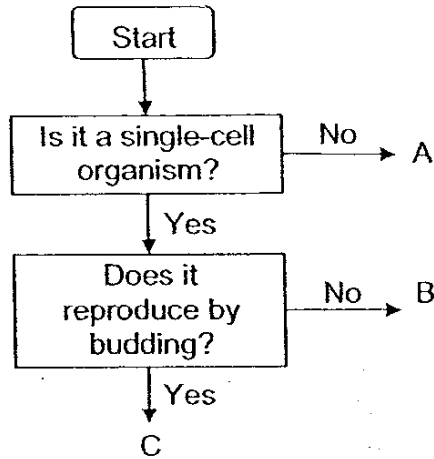 Start
Is it a single-cell
organism?
No
A
Yes
Does it
reproduce by
budding?
No
B
Yes
C